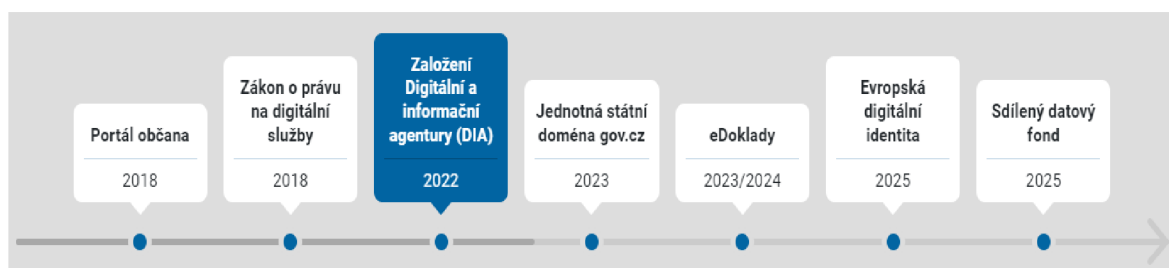 Portál občana
2018
Zákon o právu
na digitální
služby
2018
Založení
Digitální a
informační
agentury (DIA)
2022
Jednotná státní
doména gov.cz
2023
eDoklady
2023/2024
Evropská
digitální
identita
2025
Sdílený datový
fond
2025